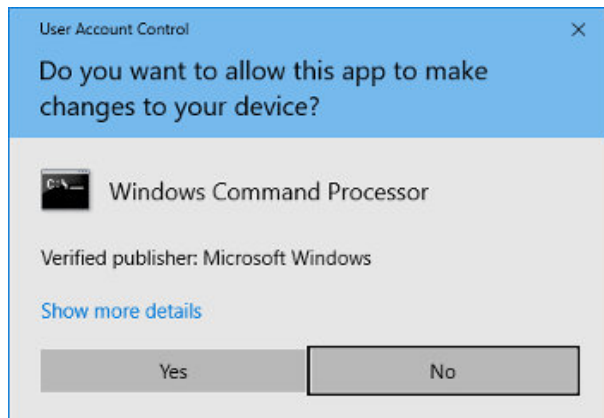 User Account Control
Do you want to allow this app to make
changes to your device?
C:\_
Windows Command Processor
Verified publisher: Microsoft Windows
Show more details
Yes
No